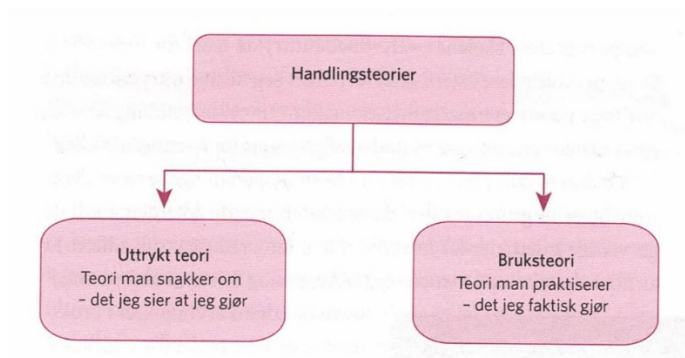 Handlingsteorier
Uttrykt teori
Teori man snakker om
– det jeg sier at jeg gjør
Bruksteori
Teori man praktiserer
– det jeg faktisk gjør